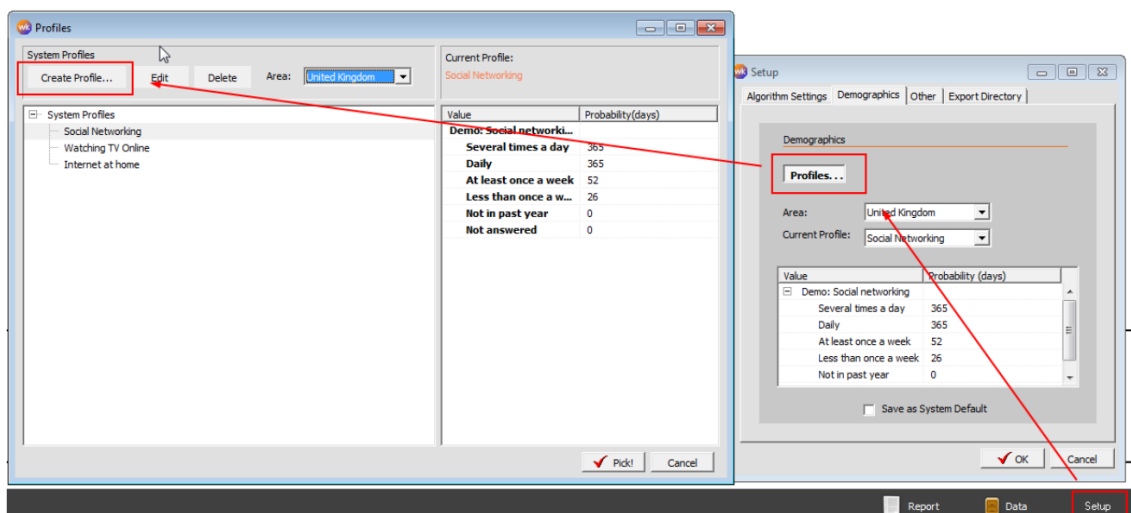 wk Profiles
System Profiles
Create Profile...
Edit
Delete
Area:
United Kingdom
Current Profile:
Social Networking
System Profiles
Social Networking
Watching TV Online
Internet at home
Value Probability(days)
Demo: Social networki...
Several times a day 365
Daily 365
At least once a week 52
Less than once a w... 26
Not in past year 0
Not answered 0
Pick!
Cancel
wk Setup
Algorithm Settings Demographics Other Export Directory
Demographics
Profiles...
Area: United Kingdom
Current Profile: Social Networking
Value Probability (days)
Demo: Social networking
Several times a day 365
Daily 365
At least once a week 52
Less than once a week 26
Not in past year 0
Save as System Default
OK
Cancel
Report
Data
Setup